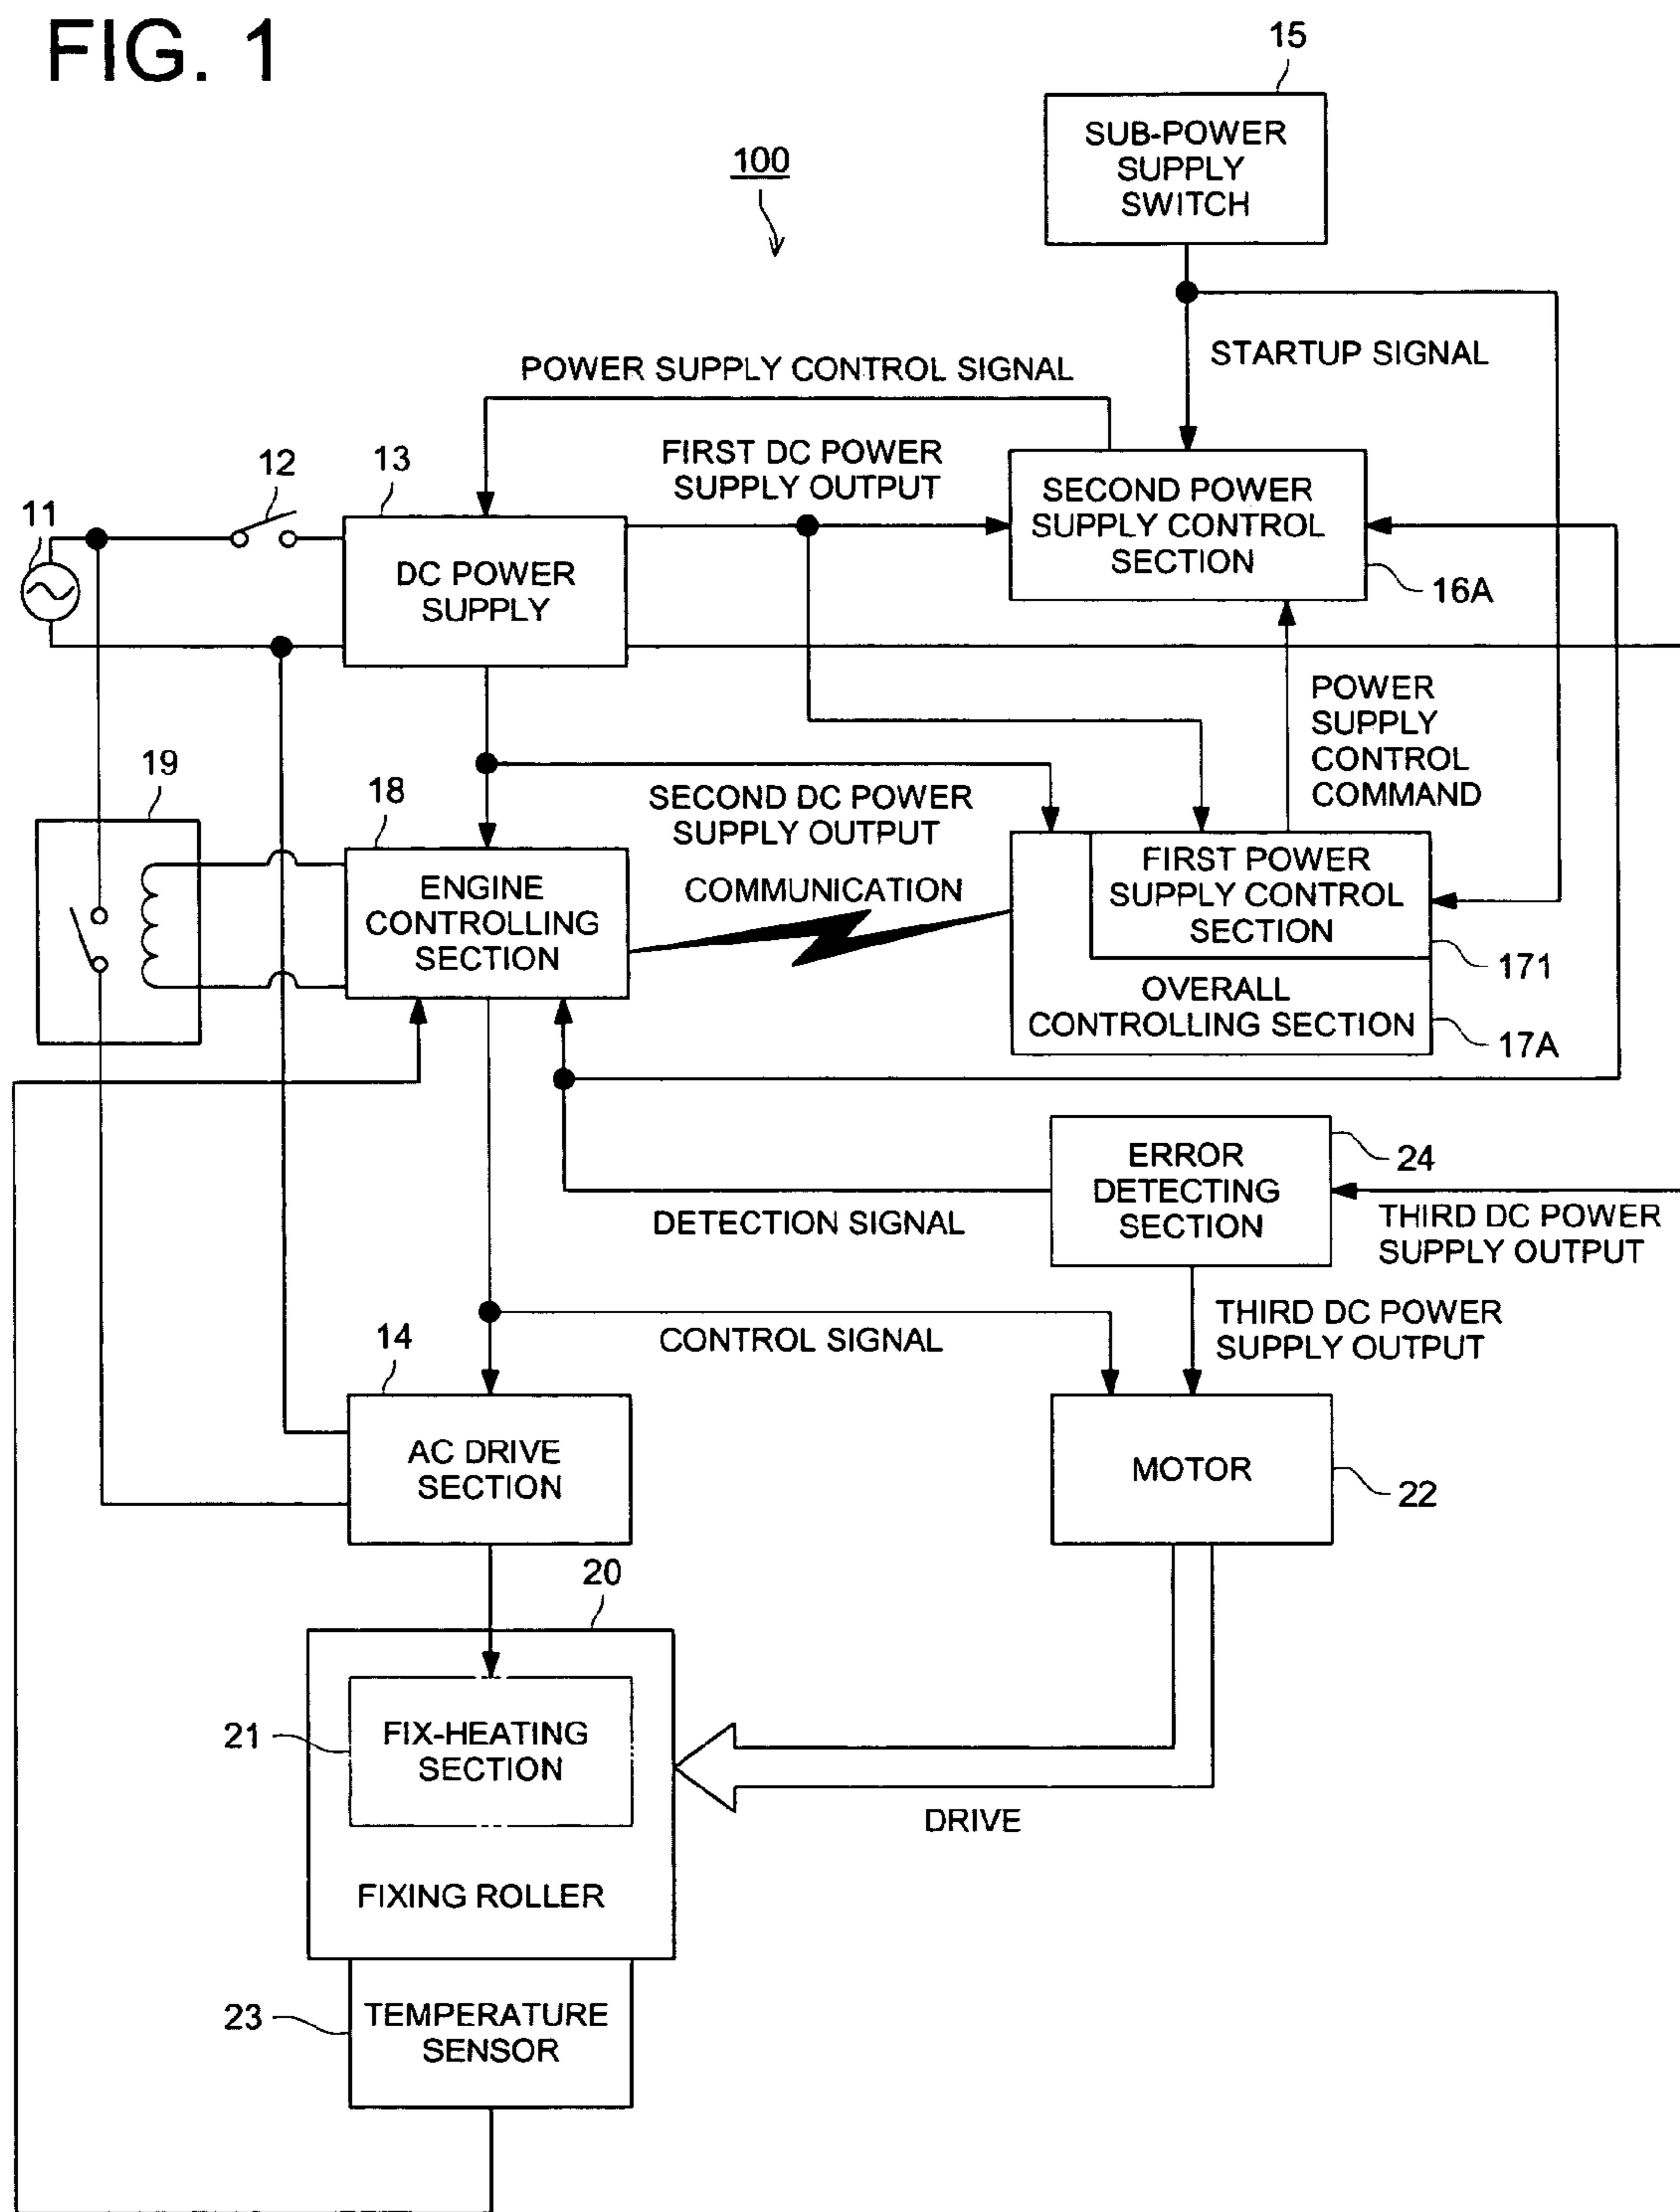 FIG. 1
15
SUB-POWER
SUPPLY
SWITCH
100
STARTUP SIGNAL
POWER SUPPLY CONTROL SIGNAL
FIRST DC POWER
SUPPLY OUTPUT
12
13
11
DC POWER
SUPPLY
SECOND POWER
SUPPLY CONTROL
SECTION
16A
POWER
SUPPLY
CONTROL
COMMAND
19
18
SECOND DC POWER
SUPPLY OUTPUT
ENGINE
CONTROLLING
SECTION
COMMUNICATION
FIRST POWER
SUPPLY CONTROL
SECTION
171
OVERALL
CONTROLLING SECTION
17A
ERROR
DETECTING
SECTION
24
DETECTION SIGNAL
THIRD DC POWER
SUPPLY OUTPUT
THIRD DC POWER
SUPPLY OUTPUT
CONTROL SIGNAL
14
AC DRIVE
SECTION
MOTOR
22
20
21
FIX-HEATING
SECTION
DRIVE
FIXING ROLLER
23
TEMPERATURE
SENSOR